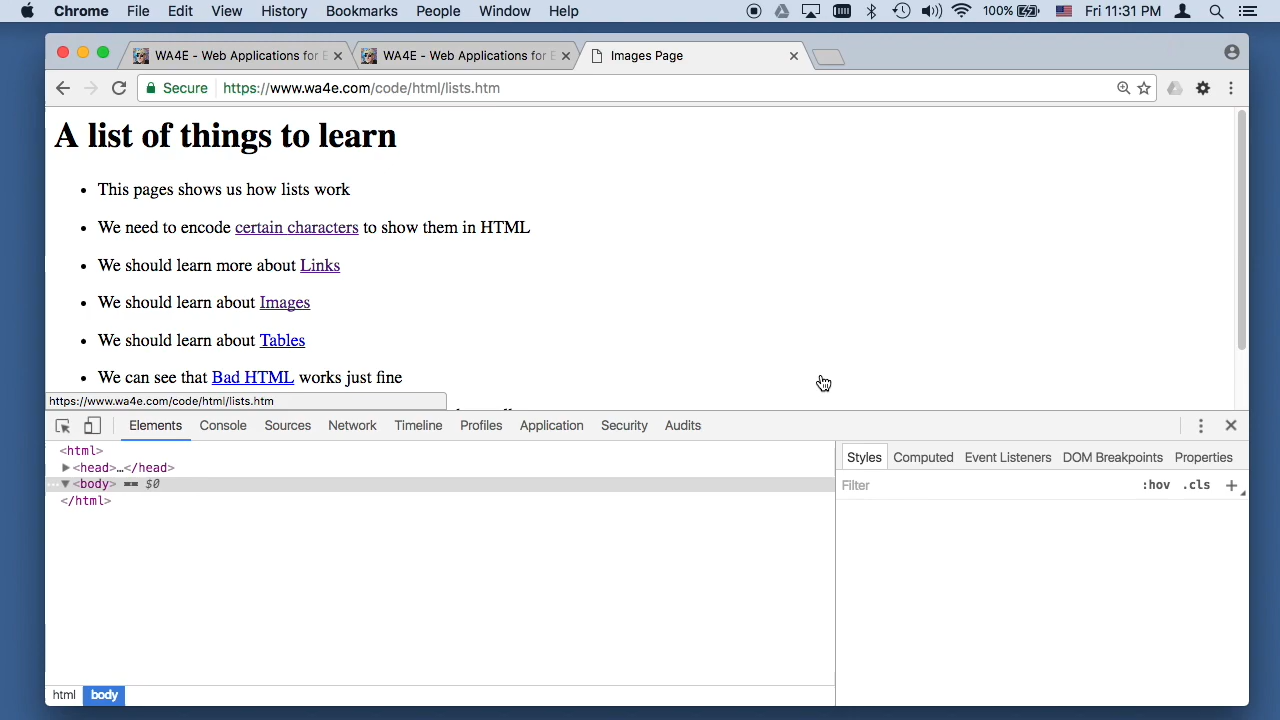 Chrome File Edit View History Bookmarks People Window Help 100% Fri 11:31 PM
WA4E - Web Applications for E WA4E - Web Applications for E Images Page
Secure https://www.wa4e.com/code/html/lists.htm
A list of things to learn
• This pages shows us how lists work
• We need to encode certain characters to show them in HTML
• We should learn more about Links
• We should learn about Images
• We should learn about Tables
• We can see that Bad HTML works just fine
https://www.wa4e.com/code/html/lists.htm
Elements Console Sources Network Timeline Profiles Application Security Audits
<html>
<head>…</head>
<body> == $0
</html>
Styles Computed Event Listeners DOM Breakpoints Properties
Filter :hov .cls +
html body